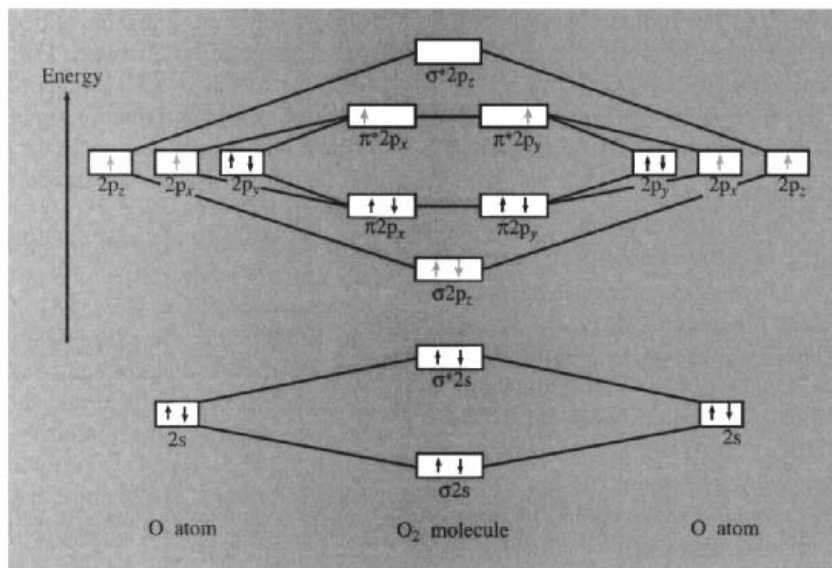 σ*2p_z
Energy
π*2p_x π*2p_y
2p_z 2p_x 2p_y 2p_y 2p_x 2p_z
π2p_x π2p_y
σ2p_z
σ*2s
2s 2s
σ2s
O atom O₂ molecule O atom